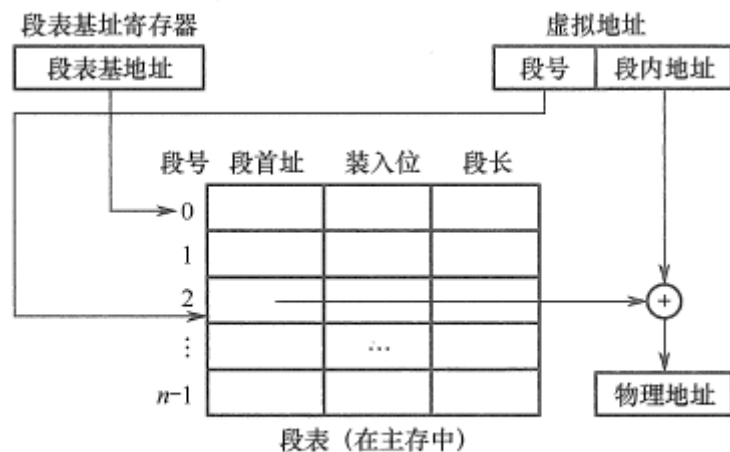 段表基址寄存器
虚拟地址
段表基地址
段号
段内地址
段号
段首址
装入位
段长
0
1
2
⋮
…
n-1
物理地址
段表（在主存中）